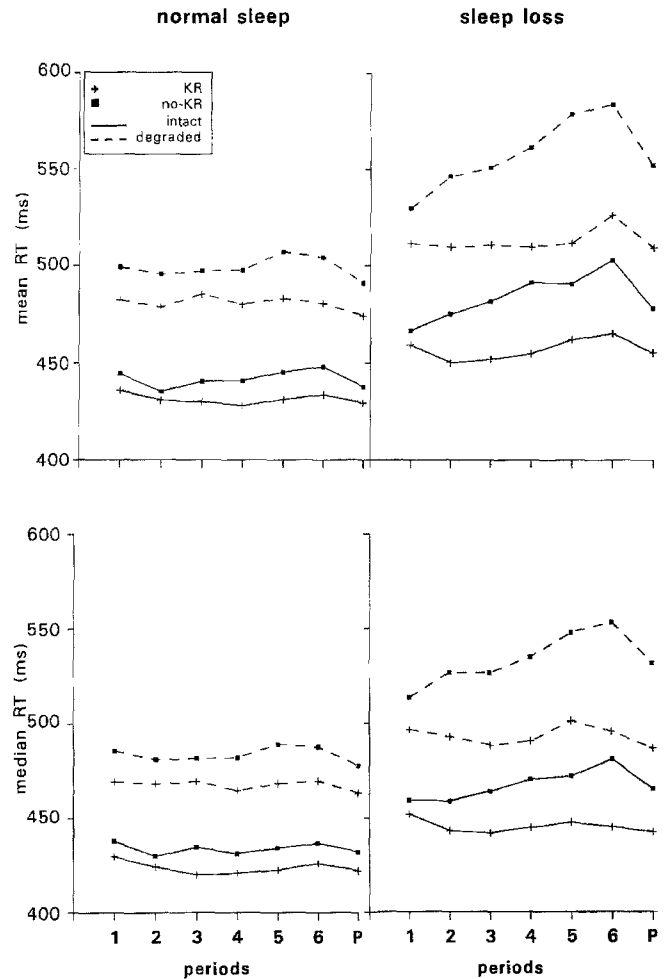 normal sleep
sleep loss
600
550
500
450
400
mean RT (ms)
KR
no-KR
intact
degraded
1 2 3 4 5 6 P
1 2 3 4 5 6 P
600
550
500
450
400
median RT (ms)
1 2 3 4 5 6 P
periods
1 2 3 4 5 6 P
periods